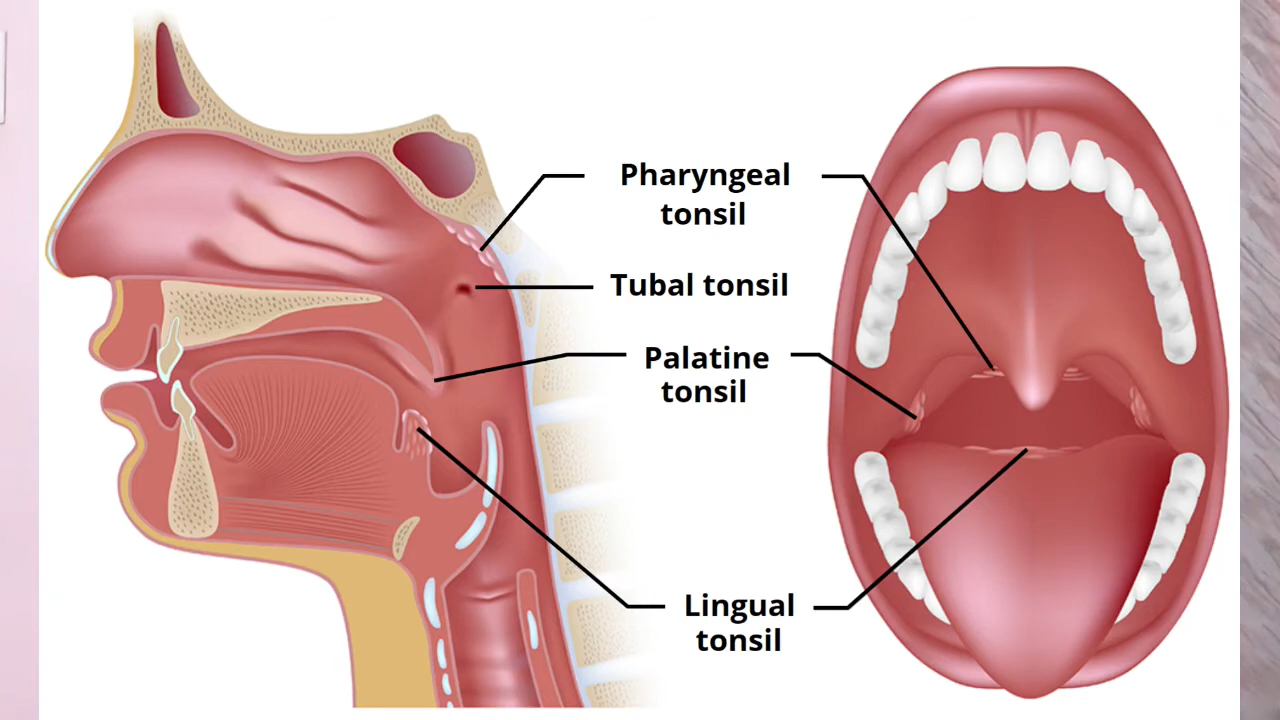 Pharyngeal
tonsil
Tubal tonsil
Palatine
tonsil
Lingual
tonsil